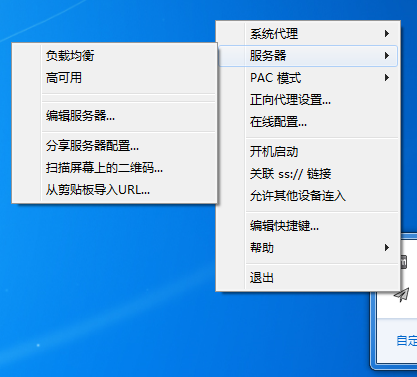 系统代理
服务器
PAC 模式
正向代理设置...
在线配置...
开机启动
关联 ss:// 链接
允许其他设备连入
编辑快捷键...
帮助
退出
负载均衡
高可用
编辑服务器...
分享服务器配置...
扫描屏幕上的二维码...
从剪贴板导入URL...
自定